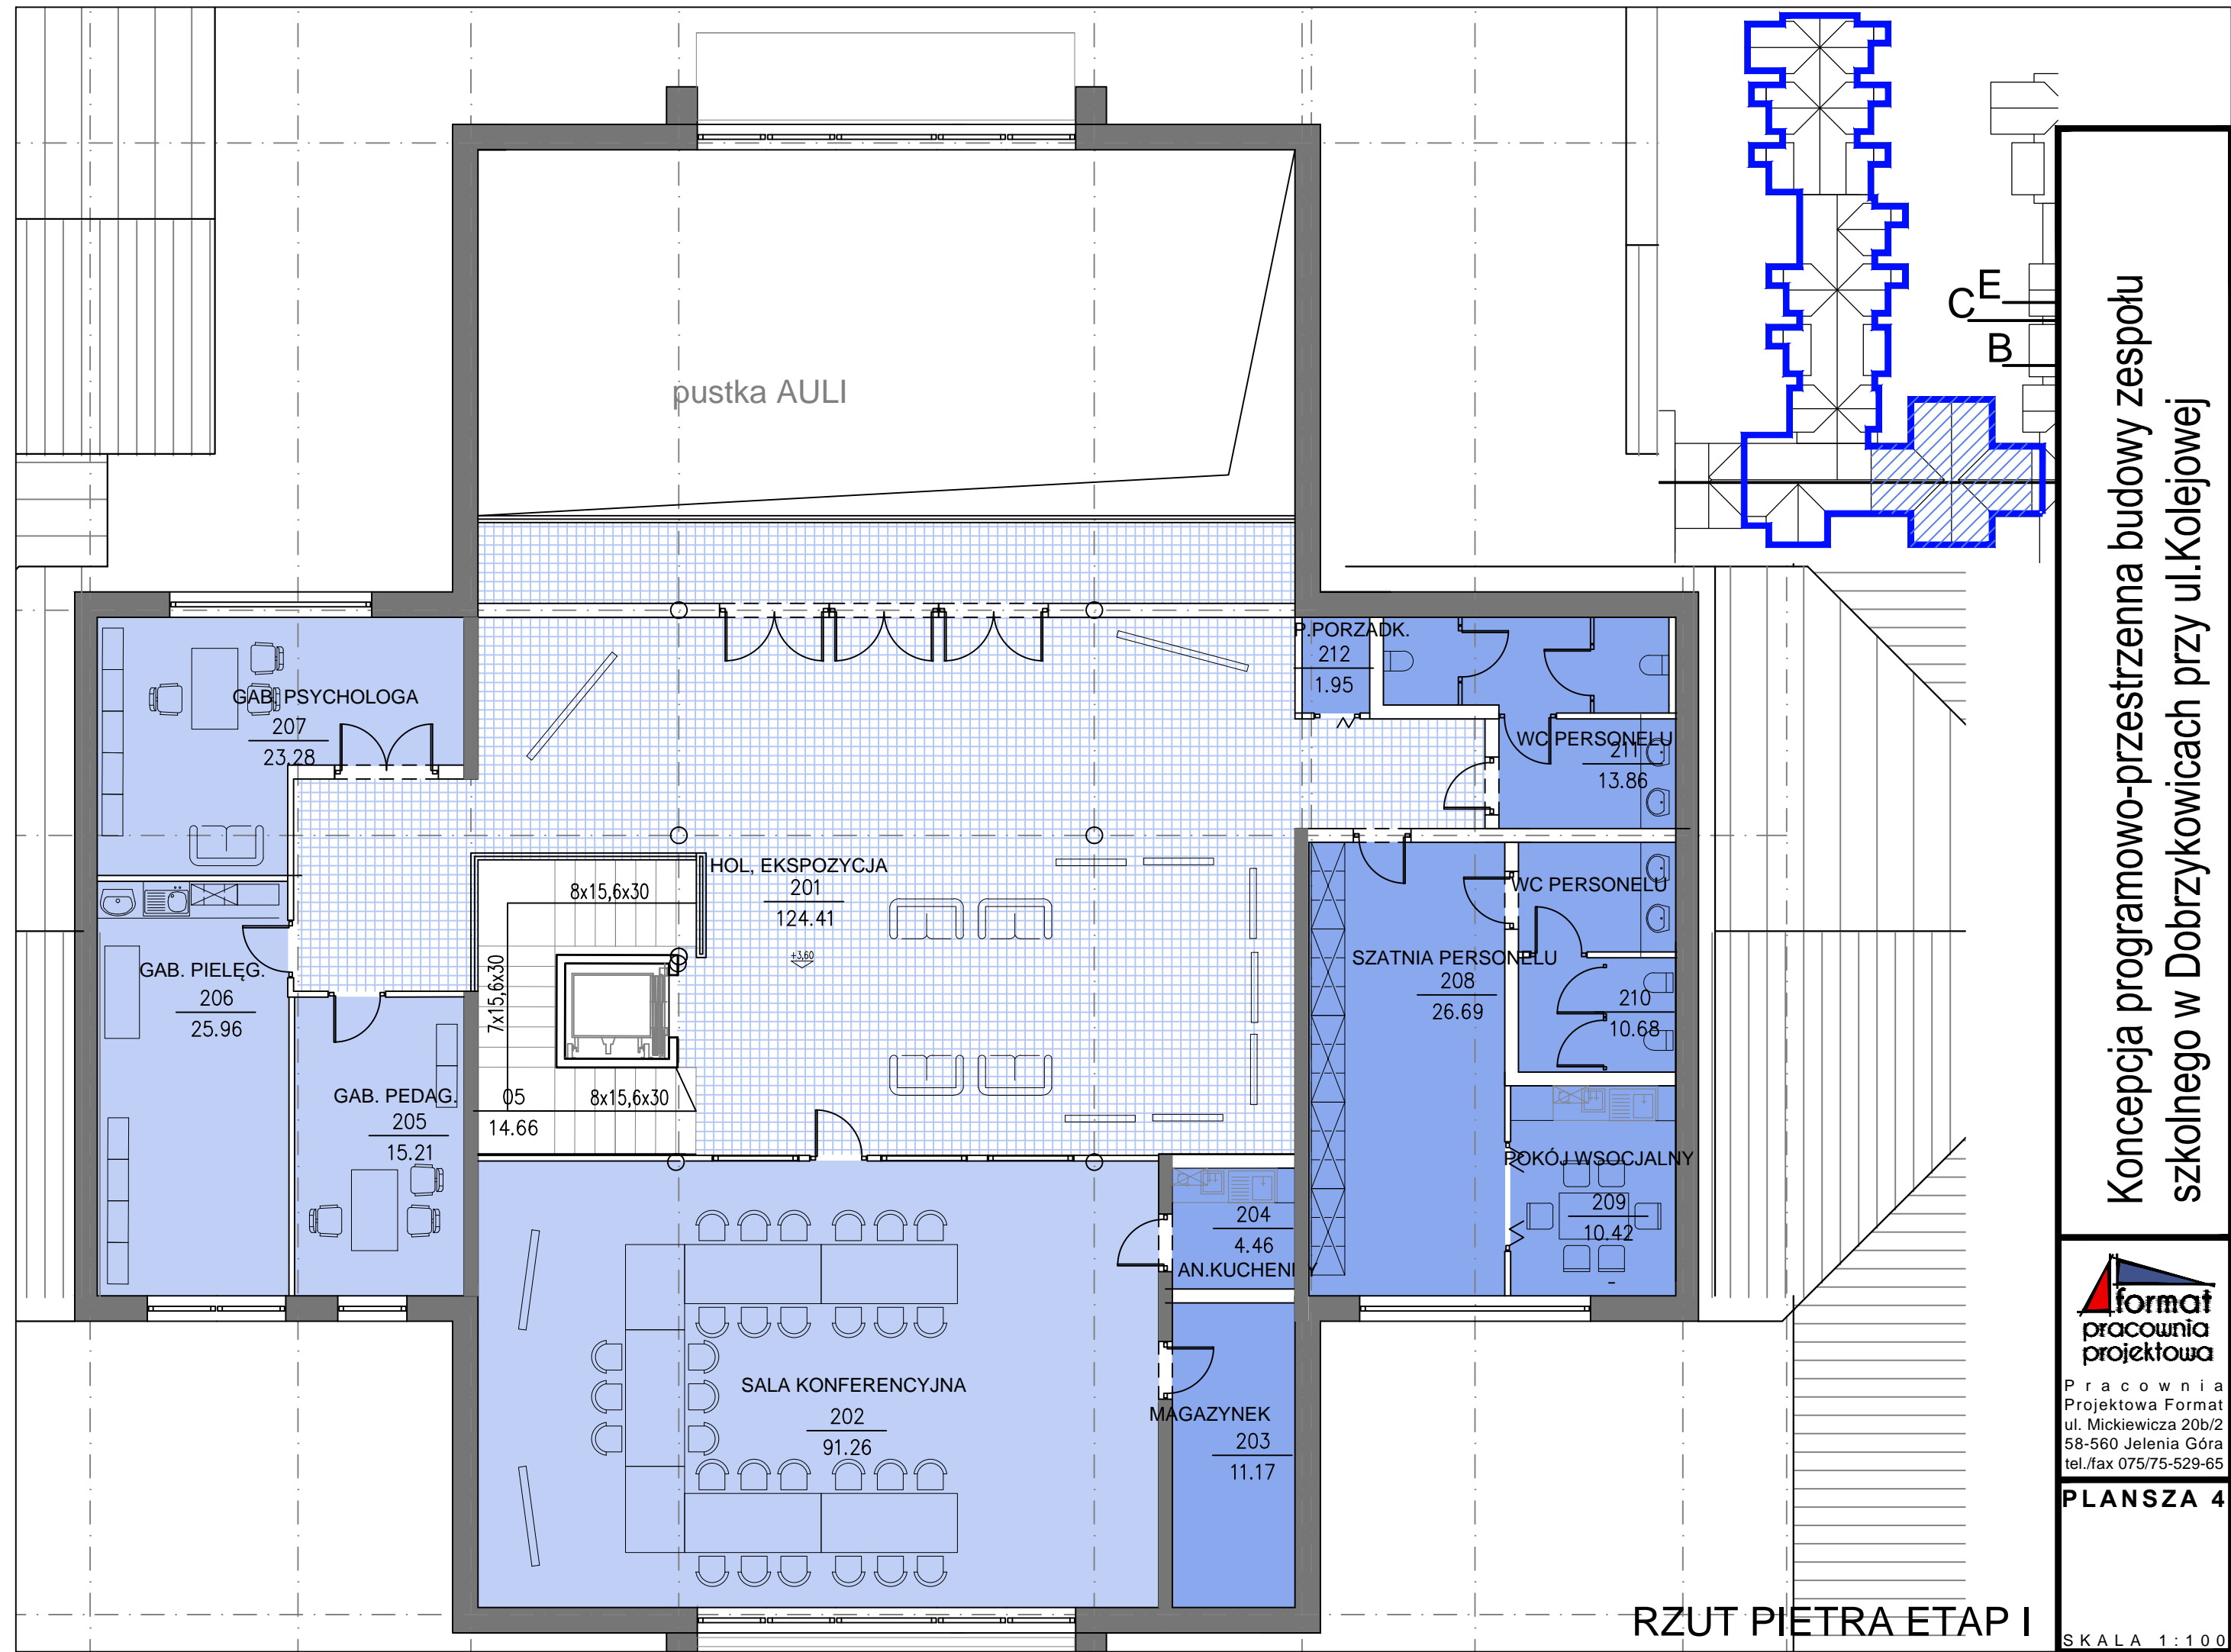 pustka AULI
E
C
B
P.PORZADK.
212
1.95
GAB. PSYCHOLOGA
207
23.28
WC PERSONELU
211
13.86
HOL, EKSPOZYCJA
201
124.41
+3,60
8x15,6x30
7x15,6x30
8x15,6x30
05
14.66
WC PERSONELU
210
10.68
SZATNIA PERSONELU
208
26.69
GAB. PIELĘG.
206
25.96
GAB. PEDAG.
205
15.21
POKÓJ WSOCJALNY
209
10.42
204
4.46
AN.KUCHENNY
SALA KONFERENCYJNA
202
91.26
MAGAZYNEK
203
11.17
RZUT PIETRA ETAP I
Koncepcja programowo-przestrzenna budowy zespołu
szkolnego w Dobrzykowicach przy ul.Kolejowej
format
pracownia
projektowa
Pracownia
Projektowa Format
ul. Mickiewicza 20b/2
58-560 Jelenia Góra
tel./fax 075/75-529-65
PLANSZA 4
SKALA 1:100